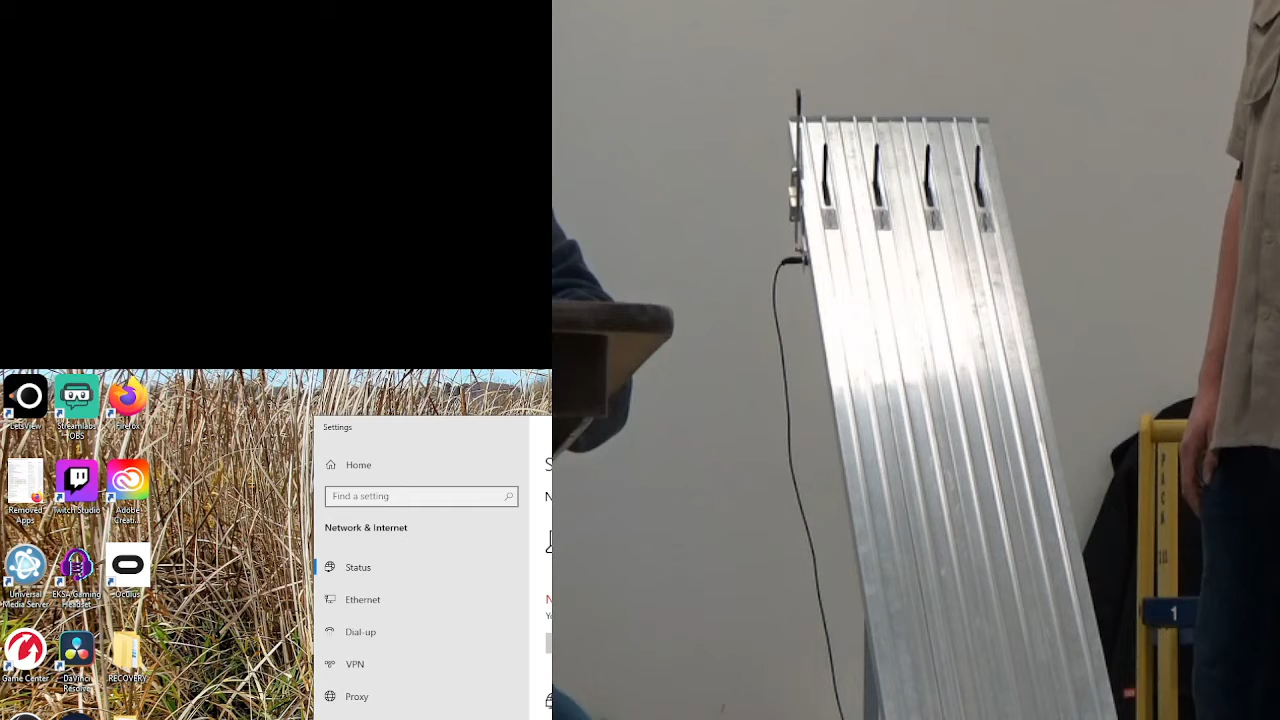 LetsView
Streamlabs
OBS
Firefox
Removed
Apps
Twitch Studio
Adobe
Creati...
Universal
Media Server
EKSA Gaming
Headset
Oculus
Game Center
DaVinci
Resolve
RECOVERY
Settings
Home
Find a setting
Network & Internet
Status
Ethernet
Dial-up
VPN
Proxy
PACK
1